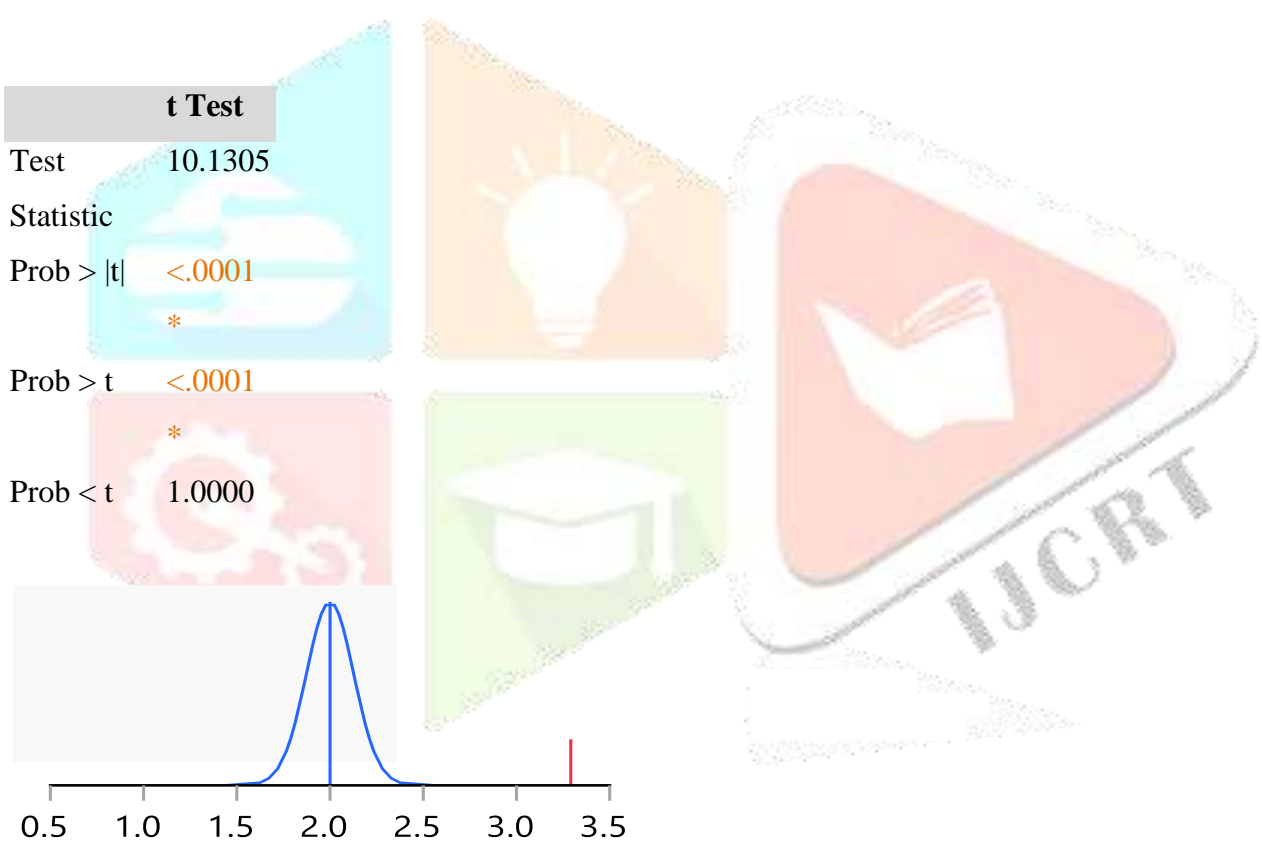 t Test
Test 10.1305
Statistic
Prob > |t| <.0001
*
Prob > t <.0001
*
Prob < t 1.0000
IJCRT
0.5 1.0 1.5 2.0 2.5 3.0 3.5